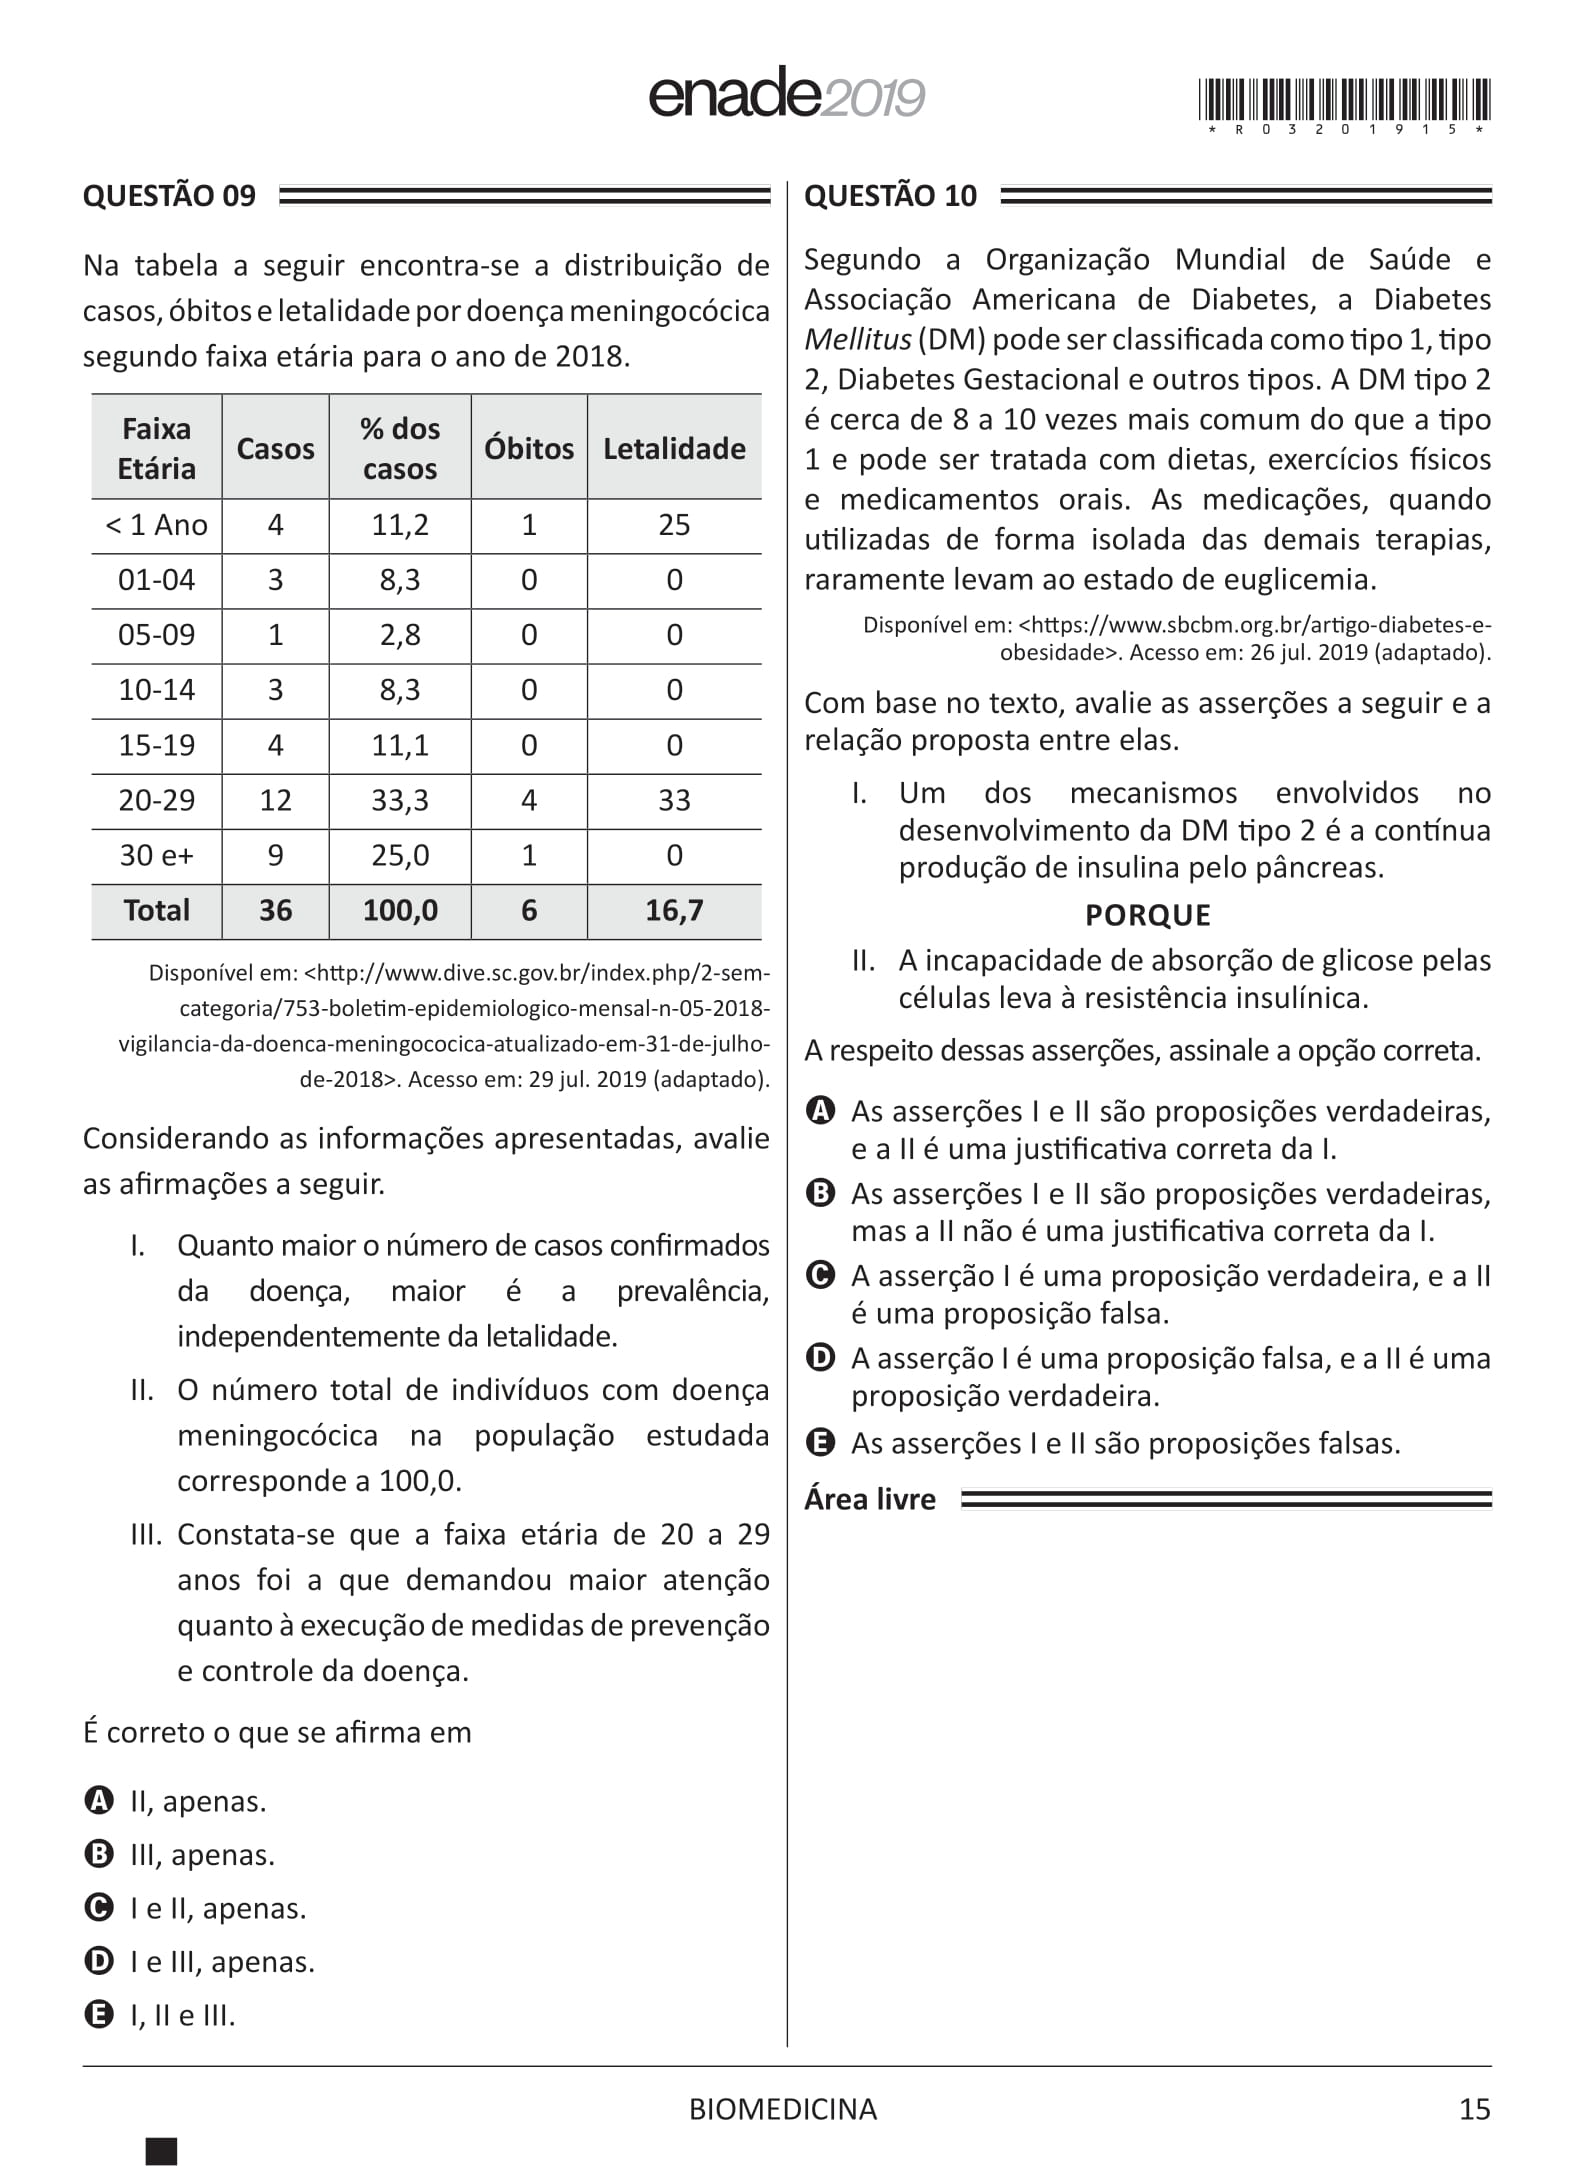 enade2019
*R03201915*
QUESTÃO 09
Na tabela a seguir encontra-se a distribuição de
casos, óbitos e letalidade por doença meningocócica
segundo faixa etária para o ano de 2018.
Faixa Etária | Casos | % dos casos | Óbitos | Letalidade
< 1 Ano | 4 | 11,2 | 1 | 25
01-04 | 3 | 8,3 | 0 | 0
05-09 | 1 | 2,8 | 0 | 0
10-14 | 3 | 8,3 | 0 | 0
15-19 | 4 | 11,1 | 0 | 0
20-29 | 12 | 33,3 | 4 | 33
30 e+ | 9 | 25,0 | 1 | 0
Total | 36 | 100,0 | 6 | 16,7
Disponível em: <http://www.dive.sc.gov.br/index.php/2-sem-
categoria/753-boletim-epidemiologico-mensal-n-05-2018-
vigilancia-da-doenca-meningococica-atualizado-em-31-de-julho-
de-2018>. Acesso em: 29 jul. 2019 (adaptado).
Considerando as informações apresentadas, avalie
as afirmações a seguir.
I. Quanto maior o número de casos confirmados
da doença, maior é a prevalência,
independentemente da letalidade.
II. O número total de indivíduos com doença
meningocócica na população estudada
corresponde a 100,0.
III. Constata-se que a faixa etária de 20 a 29
anos foi a que demandou maior atenção
quanto à execução de medidas de prevenção
e controle da doença.
É correto o que se afirma em
A II, apenas.
B III, apenas.
C I e II, apenas.
D I e III, apenas.
E I, II e III.
QUESTÃO 10
Segundo a Organização Mundial de Saúde e
Associação Americana de Diabetes, a Diabetes
Mellitus (DM) pode ser classificada como tipo 1, tipo
2, Diabetes Gestacional e outros tipos. A DM tipo 2
é cerca de 8 a 10 vezes mais comum do que a tipo
1 e pode ser tratada com dietas, exercícios físicos
e medicamentos orais. As medicações, quando
utilizadas de forma isolada das demais terapias,
raramente levam ao estado de euglicemia.
Disponível em: <https://www.sbcbm.org.br/artigo-diabetes-e-
obesidade>. Acesso em: 26 jul. 2019 (adaptado).
Com base no texto, avalie as asserções a seguir e a
relação proposta entre elas.
I. Um dos mecanismos envolvidos no
desenvolvimento da DM tipo 2 é a contínua
produção de insulina pelo pâncreas.
PORQUE
II. A incapacidade de absorção de glicose pelas
células leva à resistência insulínica.
A respeito dessas asserções, assinale a opção correta.
A As asserções I e II são proposições verdadeiras,
e a II é uma justificativa correta da I.
B As asserções I e II são proposições verdadeiras,
mas a II não é uma justificativa correta da I.
C A asserção I é uma proposição verdadeira, e a II
é uma proposição falsa.
D A asserção I é uma proposição falsa, e a II é uma
proposição verdadeira.
E As asserções I e II são proposições falsas.
Área livre
BIOMEDICINA
15